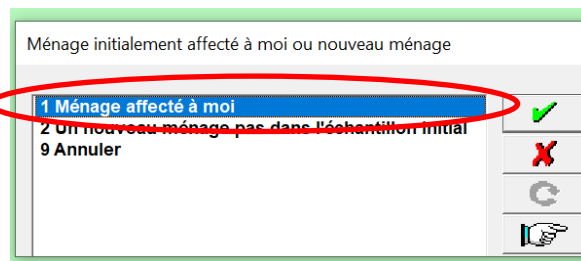 Ménage initialement affecté à moi ou nouveau ménage
1 Ménage affecté à moi
2 Un nouveau ménage pas dans l'échantillon initial
9 Annuler